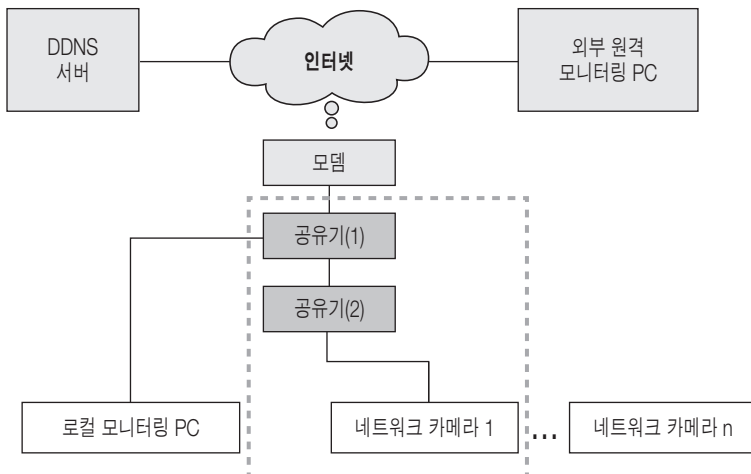 DDNS
서버
인터넷
외부 원격
모니터링 PC
모뎀
공유기(1)
공유기(2)
로컬 모니터링 PC
네트워크 카메라 1
...
네트워크 카메라 n